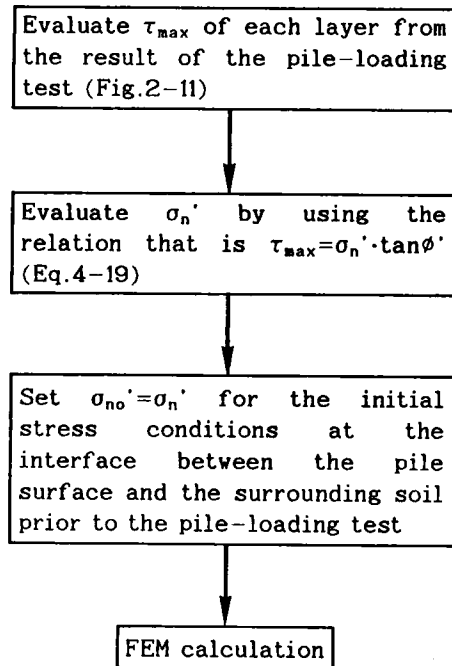 Evaluate τmax of each layer from
the result of the pile-loading
test (Fig.2-11)
Evaluate σn' by using the
relation that is τmax=σn'·tanø'
(Eq.4-19)
Set σno'=σn' for the initial
stress conditions at the
interface between the pile
surface and the surrounding soil
prior to the pile-loading test
FEM calculation